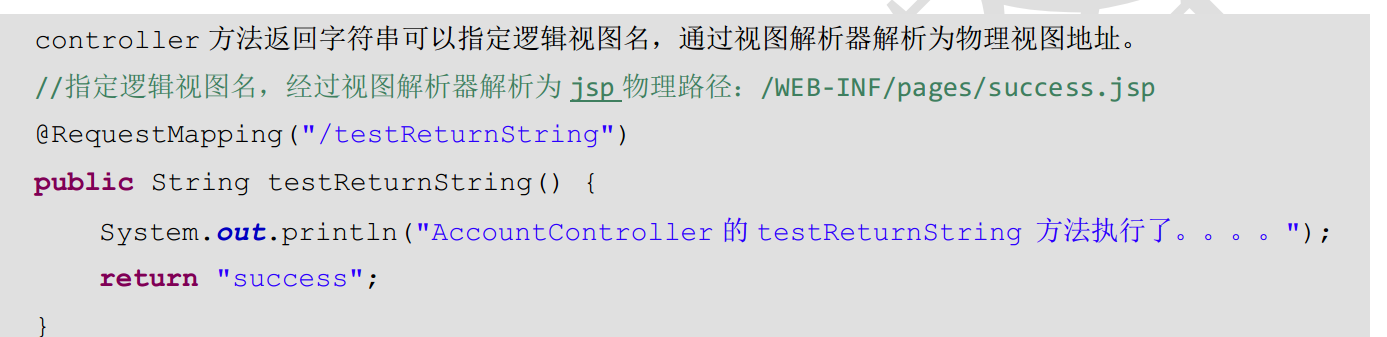 controller 方法返回字符串可以指定逻辑视图名，通过视图解析器解析为物理视图地址。
//指定逻辑视图名，经过视图解析器解析为 jsp 物理路径：/WEB-INF/pages/success.jsp
@RequestMapping("/testReturnString")
public String testReturnString() {
    System.out.println("AccountController 的 testReturnString 方法执行了。。。。");
    return "success";
}